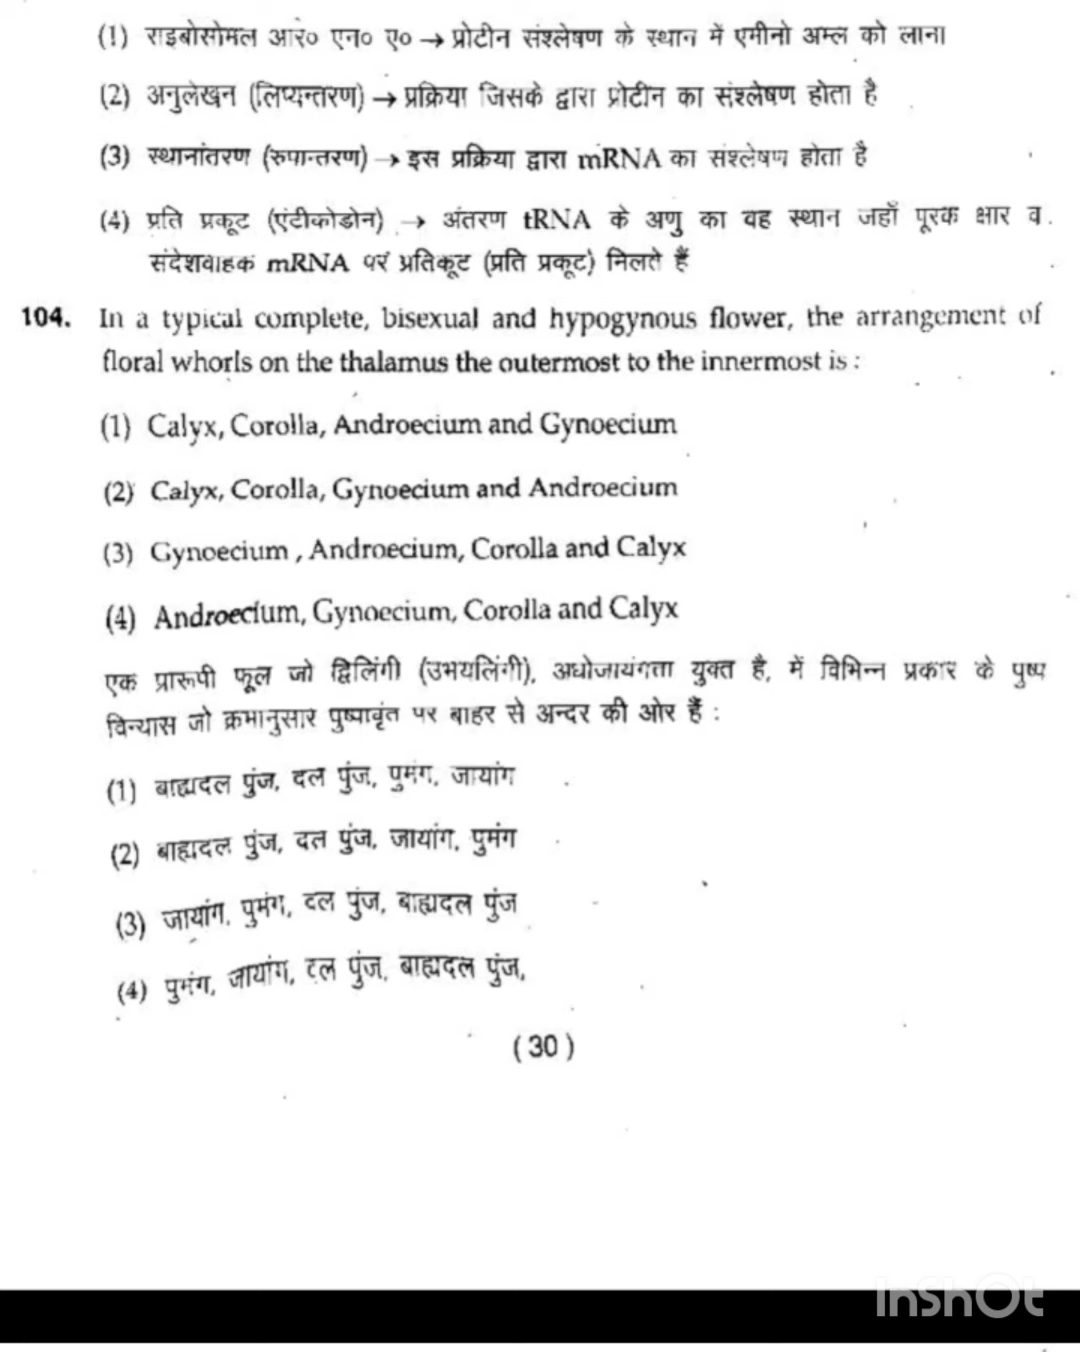 (1) राइबोसोमल आर० एन० ए० → प्रोटीन संश्लेषण के स्थान में एमीनो अम्ल को लाना
(2) अनुलेखन (लिप्यन्तरण) → प्रक्रिया जिसके द्वारा प्रोटीन का संश्लेषण होता है
(3) स्थानांतरण (रुपान्तरण) → इस प्रक्रिया द्वारा mRNA का संश्लेषण होता है
(4) प्रति प्रकूट (एंटीकोडोन) → अंतरण tRNA के अणु का वह स्थान जहाँ पूरक क्षार व
संदेशवाहक mRNA पर प्रतिकूट (प्रति प्रकूट) मिलते हैं
104. In a typical complete, bisexual and hypogynous flower, the arrangement of
floral whorls on the thalamus the outermost to the innermost is :
(1) Calyx, Corolla, Androecium and Gynoecium
(2) Calyx, Corolla, Gynoecium and Androecium
(3) Gynoecium , Androecium, Corolla and Calyx
(4) Androecium, Gynoecium, Corolla and Calyx
एक प्रारूपी फूल जो द्विलिंगी (उभयलिंगी), अधोजायंगता युक्त है, में विभिन्न प्रकार के पुष्प
विन्यास जो क्रमानुसार पुष्पावृंत पर बाहर से अन्दर की ओर हैं :
(1) बाह्यदल पुंज, दल पुंज, पुमंग, जायांग
(2) बाह्यदल पुंज, दल पुंज, जायांग, पुमंग
(3) जायांग, पुमंग, दल पुंज, बाह्यदल पुंज
(4) पुमंग, जायांग, दल पुंज, बाह्यदल पुंज,
( 30 )
InShOt